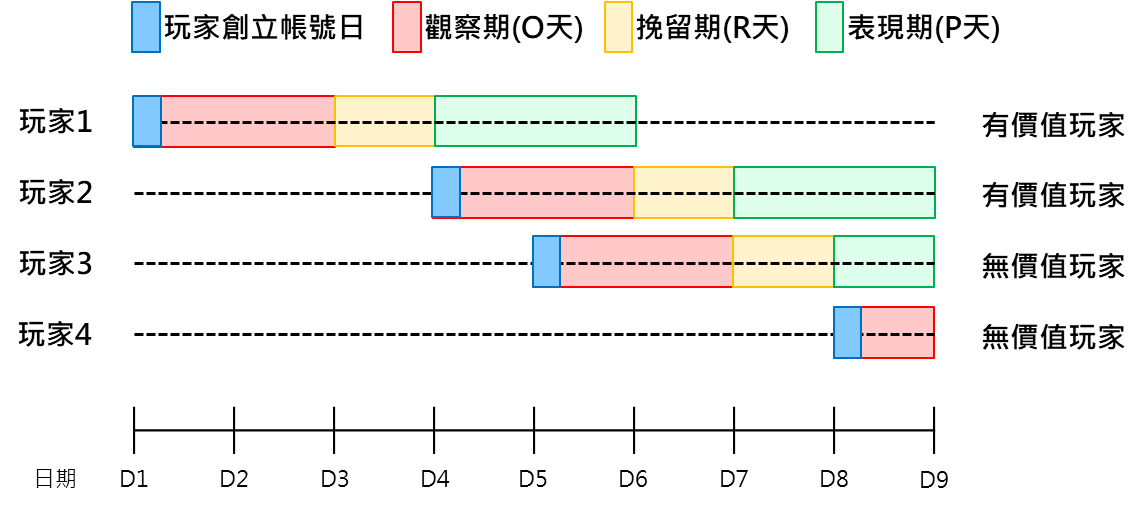 玩家創立帳號日 觀察期(O天) 挽留期(R天) 表現期(P天)
玩家1 有價值玩家
玩家2 有價值玩家
玩家3 無價值玩家
玩家4 無價值玩家
日期 D1 D2 D3 D4 D5 D6 D7 D8 D9